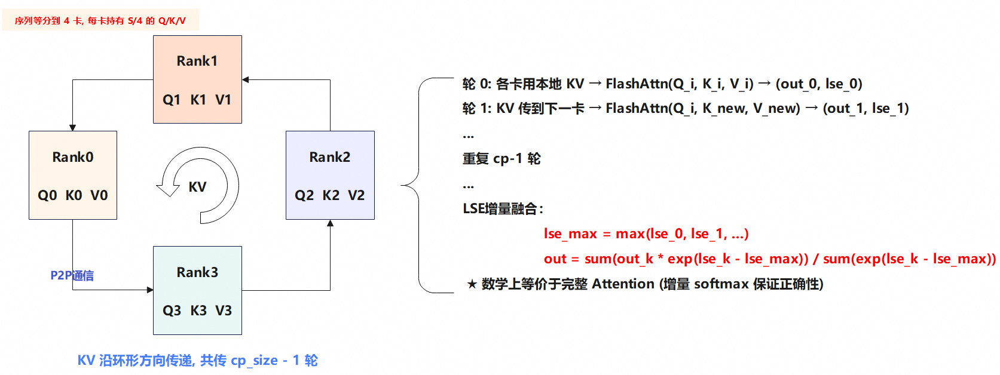 序列等分到 4 卡, 每卡持有 S/4 的 Q/K/V
Rank1
Q1 K1 V1
Rank0
Q0 K0 V0
KV
Rank2
Q2 K2 V2
P2P通信
Rank3
Q3 K3 V3
KV 沿环形方向传递, 共传 cp_size - 1 轮
轮 0: 各卡用本地 KV → FlashAttn(Q_i, K_i, V_i) → (out_0, lse_0)
轮 1: KV 传到下一卡 → FlashAttn(Q_i, K_new, V_new) → (out_1, lse_1)
...
重复 cp-1 轮
...
LSE增量融合：
lse_max = max(lse_0, lse_1, ...)
out = sum(out_k * exp(lse_k - lse_max)) / sum(exp(lse_k - lse_max))
★ 数学上等价于完整 Attention (增量 softmax 保证正确性)